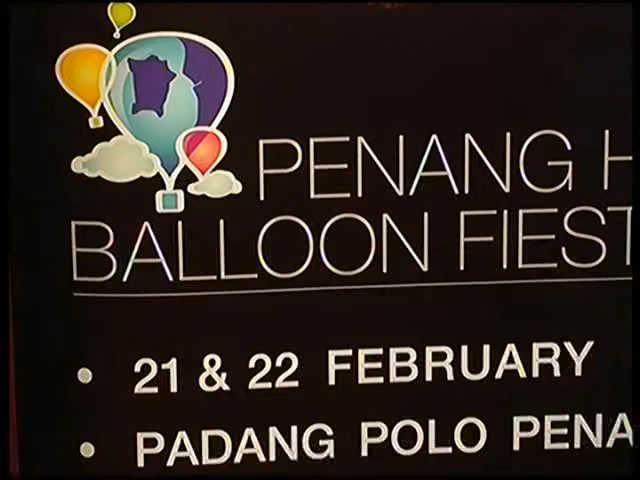 PENANG H
BALLOON FIEST
• 21 & 22 FEBRUARY
• PADANG POLO PENA